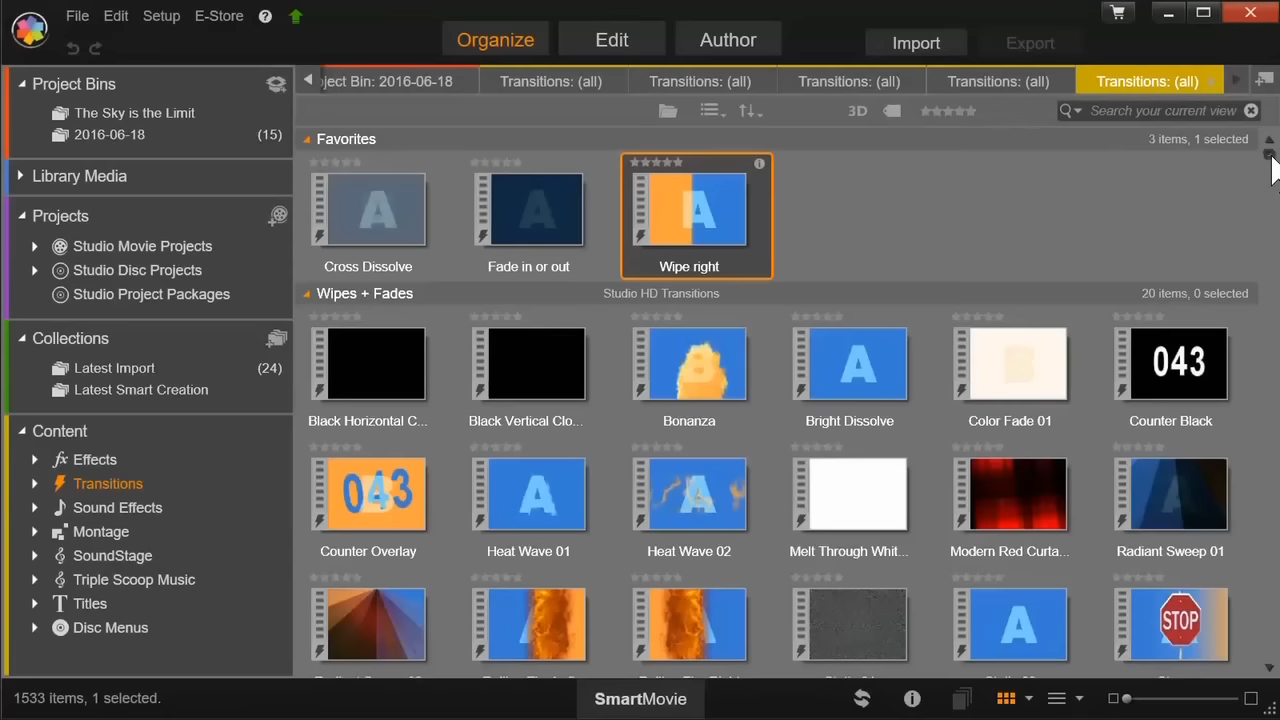 File Edit Setup E-Store ?
Organize Edit Author Import Export
Project Bins
The Sky is the Limit
2016-06-18 (15)
Library Media
Projects
Studio Movie Projects
Studio Disc Projects
Studio Project Packages
Collections
Latest Import (24)
Latest Smart Creation
Content
fx Effects
Transitions
Sound Effects
Montage
SoundStage
Triple Scoop Music
T Titles
Disc Menus
ject Bin: 2016-06-18 Transitions: (all) Transitions: (all) Transitions: (all) Transitions: (all) Transitions: (all)
3D Search your current view
Favorites 3 items, 1 selected
A A A
Cross Dissolve Fade in or out Wipe right
Wipes + Fades Studio HD Transitions 20 items, 0 selected
B A B 043
Black Horizontal C... Black Vertical Clo... Bonanza Bright Dissolve Color Fade 01 Counter Black
043 A A A
Counter Overlay Heat Wave 01 Heat Wave 02 Melt Through Whit... Modern Red Curta... Radiant Sweep 01
A STOP
1533 items, 1 selected. SmartMovie